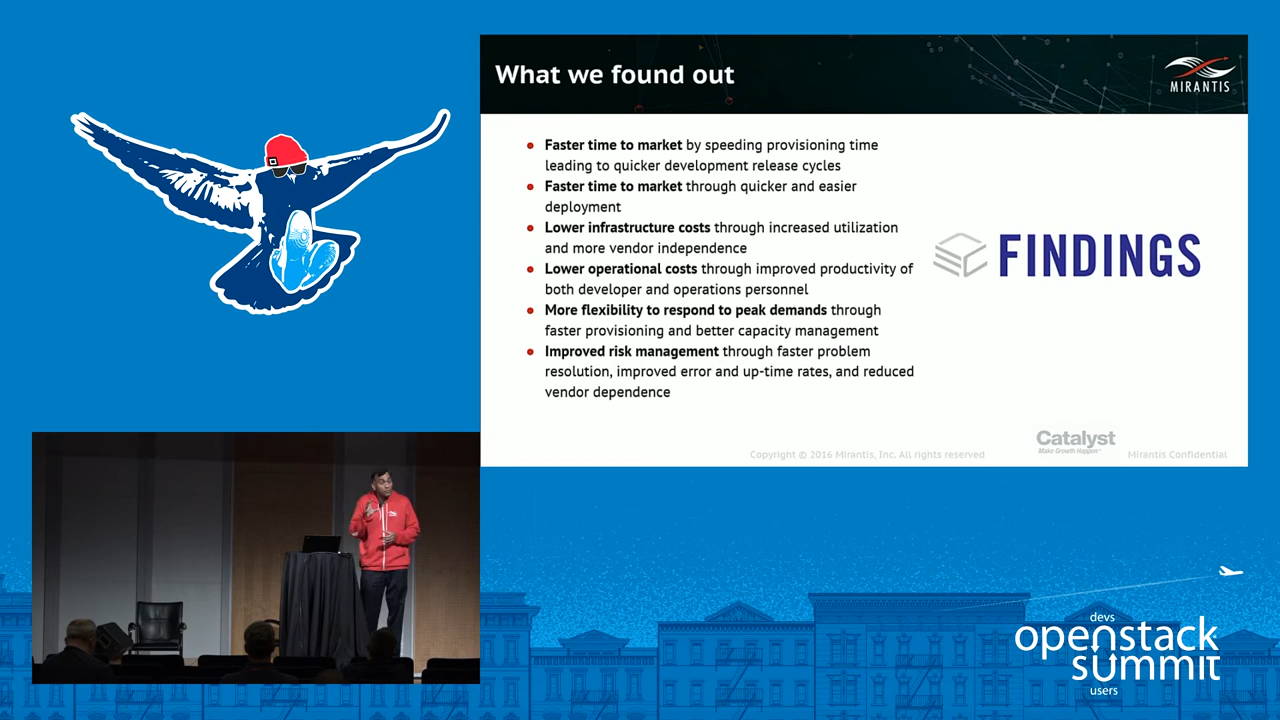 What we found out
MIRANTIS
Faster time to market by speeding provisioning time
leading to quicker development release cycles
Faster time to market through quicker and easier
deployment
Lower infrastructure costs through increased utilization
and more vendor independence
Lower operational costs through improved productivity of
both developer and operations personnel
More flexibility to respond to peak demands through
faster provisioning and better capacity management
Improved risk management through faster problem
resolution, improved error and up-time rates, and reduced
vendor dependence
FINDINGS
Catalyst
Make Growth Happen
Copyright © 2016 Mirantis, Inc. All rights reserved
Mirantis Confidential
devs
openstack
summit
users